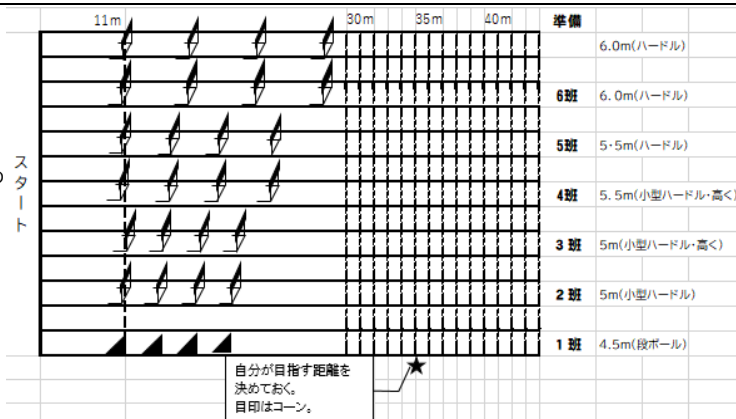 11m 30m 35m 40m 準備
6.0m(ハードル)
6班 6.0m(ハードル)
5班 5・5m(ハードル)
スタート
4班 5.5m(小型ハードル・高く)
3班 5m(小型ハードル・高く)
2班 5m(小型ハードル)
1班 4.5m(段ボール)
自分が目指す距離を
決めておく。
目印はコーン。